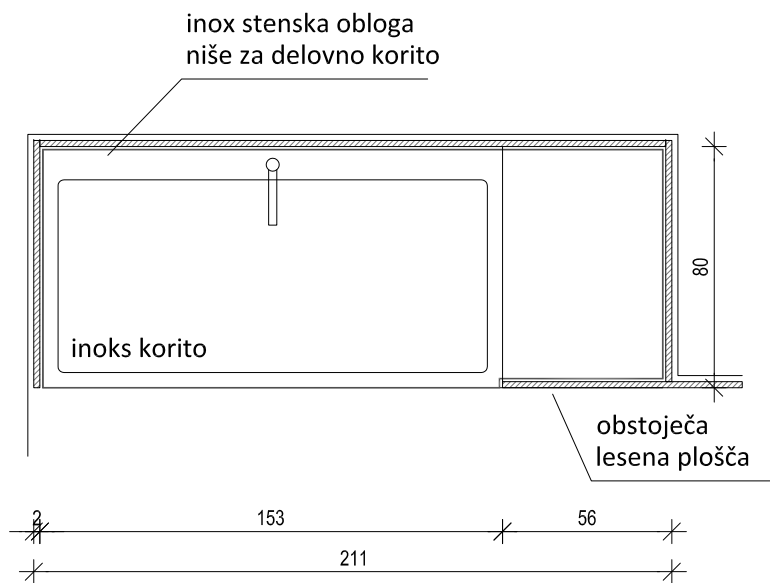 inox stenska obloga
niše za delovno korito
80
inoks korito
obstoječa
lesena plošča
2
153
56
211